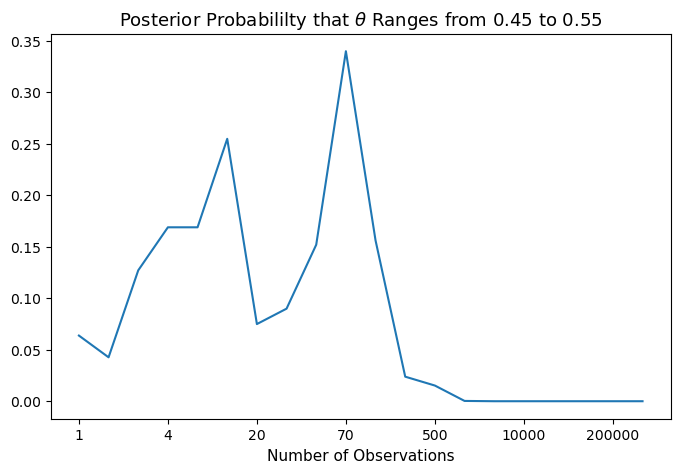 Posterior Probabililty that θ Ranges from 0.45 to 0.55
0.35
0.30
0.25
0.20
0.15
0.10
0.05
0.00
1 4 20 70 500 10000 200000
Number of Observations